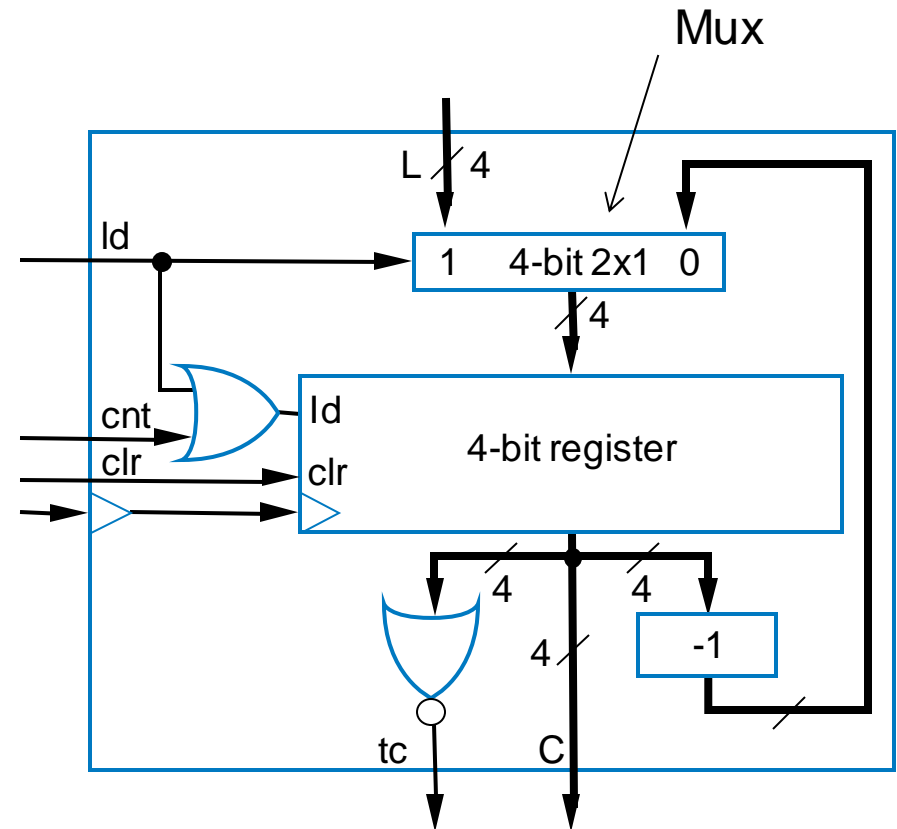 Mux
L 4
ld
1 4-bit 2x1 0
4
cnt
ld
4-bit register
clr
clr
4
4
-1
4
tc
C